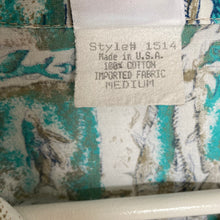 Style# 1514
Made in U.S.A.
100% COTTON
IMPORTED FABRIC
MEDIUM